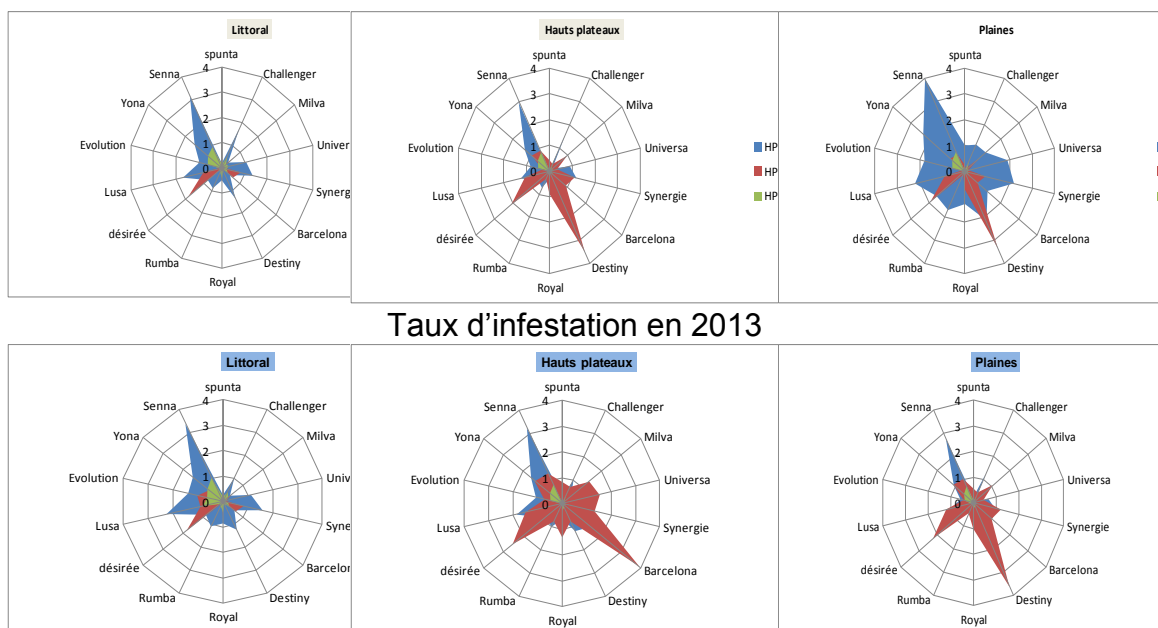 Littoral
spunta
Challenger
Milva
Univers
Synergi
Barcelona
Destiny
Royal
Rumba
désirée
Lusa
Evolution
Yona
Senna
4
3
2
1
0
Hauts plateaux
spunta
Challenger
Milva
Universa
Synergie
Barcelona
Destiny
Royal
Rumba
désirée
Lusa
Evolution
Yona
Senna
4
3
2
1
0
HP
HP
HP
Plaines
spunta
Challenger
Milva
Universa
Synergie
Barcelona
Destiny
Royal
Rumba
désirée
Lusa
Evolution
Yona
Senna
4
3
2
1
0
Taux d’infestation en 2013
Littoral
spunta
Challenger
Milva
Univ
Syne
Barcelon
Destiny
Royal
Rumba
désirée
Lusa
Evolution
Yona
Senna
4
3
2
1
0
Hauts plateaux
spunta
Challenger
Milva
Universa
Synergie
Barcelona
Destiny
Royal
Rumba
désirée
Lusa
Evolution
Yona
Senna
4
3
2
1
0
Plaines
spunta
Challenger
Milva
Universa
Synergie
Barcelona
Destiny
Royal
Rumba
désirée
Lusa
Evolution
Yona
Senna
4
3
2
1
0